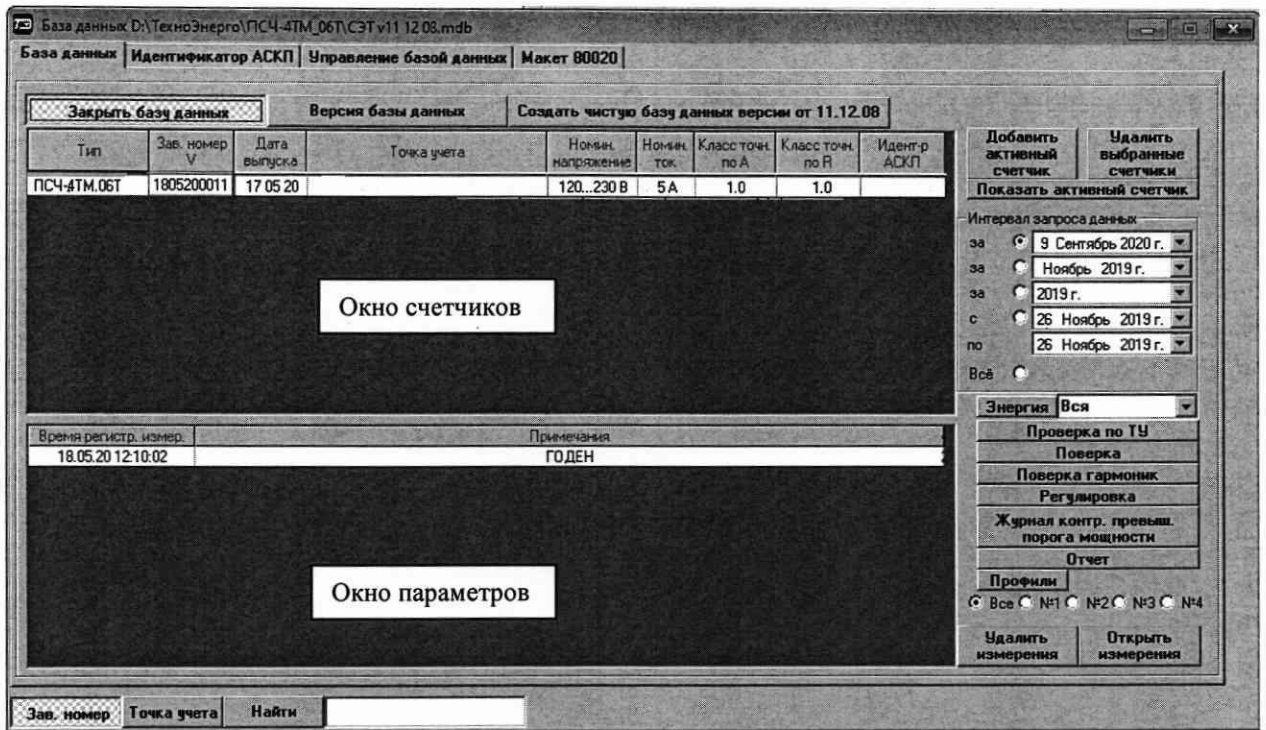 База данных D:\ТехноЭнерго\ПСЧ-4ТМ_06Т\СЭТ v11 12 08.mdb
База данных Идентификатор АСКП Управление базой данных Макет 80020
Закрыть базу данных Версия базы данных Создать чистую базу данных версии от 11.12.08
Тип Зав. номер V Дата выпуска Точка учета Номин. напряжение Номин. ток Класс точн. по А Класс точн. по R Идент-р АСКП
ПСЧ-4ТМ.06Т 1805200011 17 05 20 120...230 В 5 А 1.0 1.0
Окно счетчиков
Добавить активный счетчик
Удалить выбранные счетчики
Показать активный счетчик
Интервал запроса данных
за 9 Сентябрь 2020 г.
за Ноябрь 2019 г.
за 2019 г.
с 26 Ноябрь 2019 г.
по 26 Ноябрь 2019 г.
Всё
Энергия Вся
Время регистр. измер. Примечания
18.05.20 12:10:02 ГОДЕН
Окно параметров
Проверка по ТУ
Поверка
Поверка гармоник
Регулировка
Журнал контр. превыш.
порога мощности
Отчет
Профили
Все №1 №2 №3 №4
Удалить измерения
Открыть измерения
Зав. номер Точка учета Найти